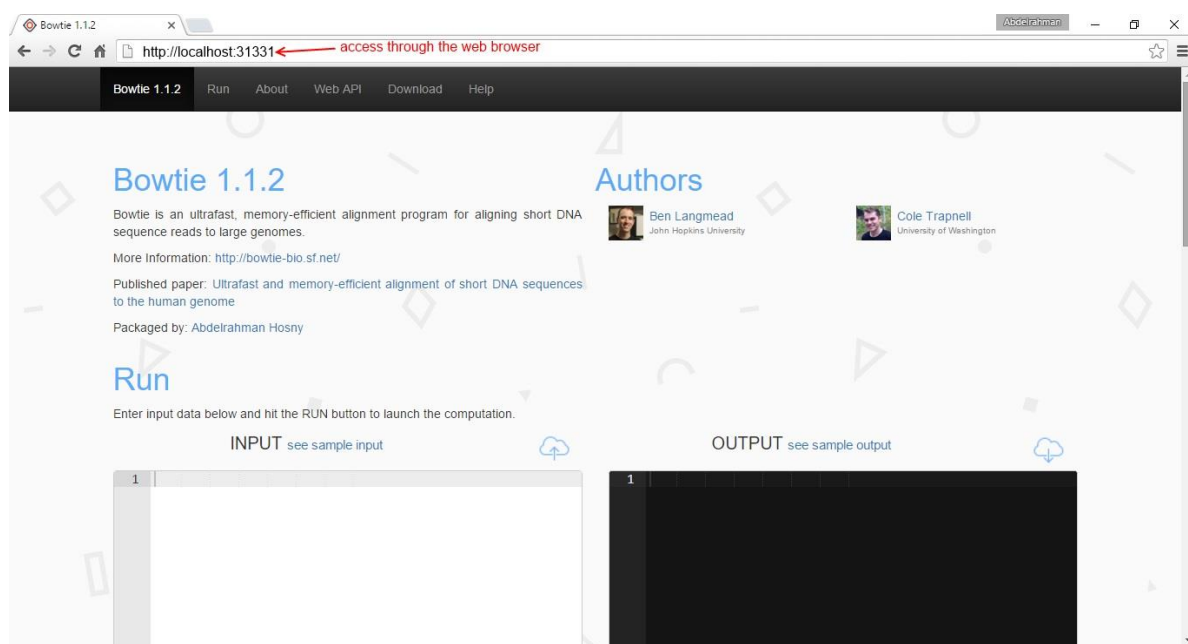 Bowtie 1.1.2
Abdelrahman
http://localhost:31331
access through the web browser
Bowtie 1.1.2 Run About Web API Download Help
Bowtie 1.1.2
Bowtie is an ultrafast, memory-efficient alignment program for aligning short DNA
sequence reads to large genomes.
More Information: http://bowtie-bio.sf.net/
Published paper: Ultrafast and memory-efficient alignment of short DNA sequences
to the human genome
Packaged by: Abdelrahman Hosny
Authors
Ben Langmead
John Hopkins University
Cole Trapnell
University of Washington
Run
Enter input data below and hit the RUN button to launch the computation.
INPUT see sample input
1
OUTPUT see sample output
1